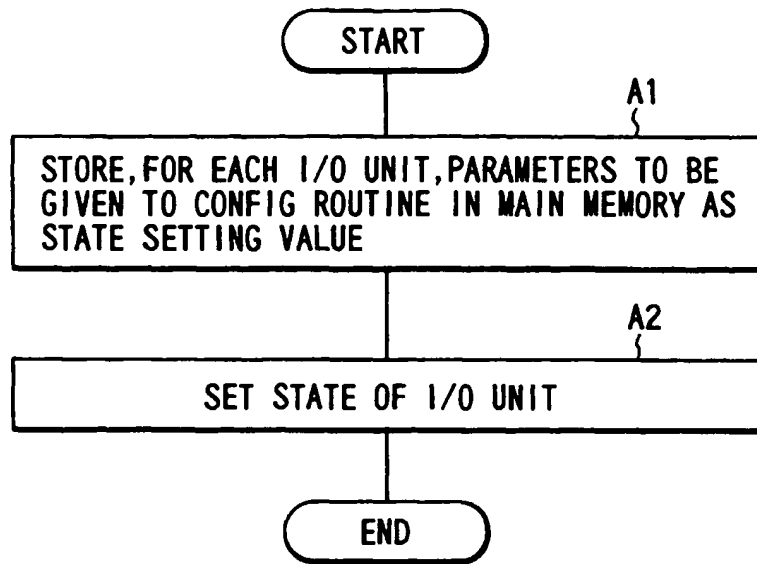 START
A1
STORE,FOR EACH I/O UNIT,PARAMETERS TO BE
GIVEN TO CONFIG ROUTINE IN MAIN MEMORY AS
STATE SETTING VALUE
A2
SET STATE OF I/O UNIT
END